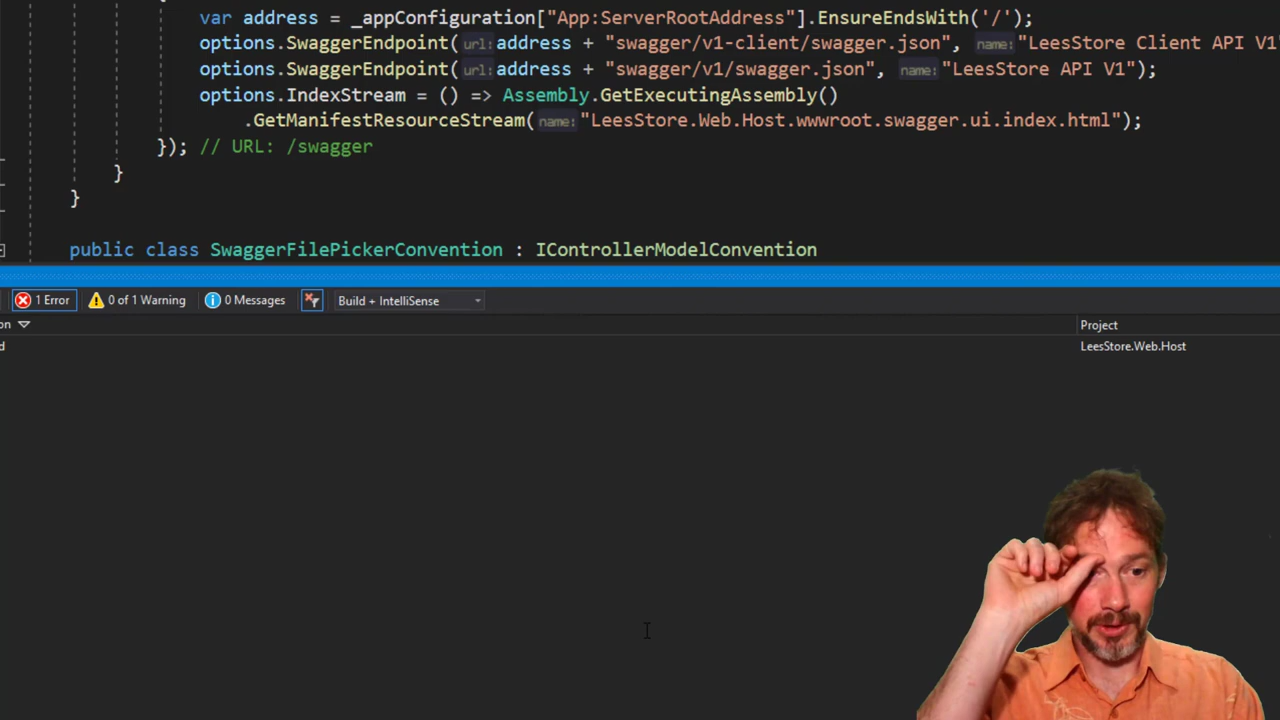 var address = _appConfiguration["App:ServerRootAddress"].EnsureEndsWith('/');
options.SwaggerEndpoint(url:address + "swagger/v1-client/swagger.json", name:"LeesStore Client API V1"
options.SwaggerEndpoint(url:address + "swagger/v1/swagger.json", name:"LeesStore API V1");
options.IndexStream = () => Assembly.GetExecutingAssembly()
.GetManifestResourceStream(name:"LeesStore.Web.Host.wwwroot.swagger.ui.index.html");
}); // URL: /swagger
}
}
public class SwaggerFilePickerConvention : IControllerModelConvention
1 Error 0 of 1 Warning 0 Messages Build + IntelliSense
on Project
d LeesStore.Web.Host